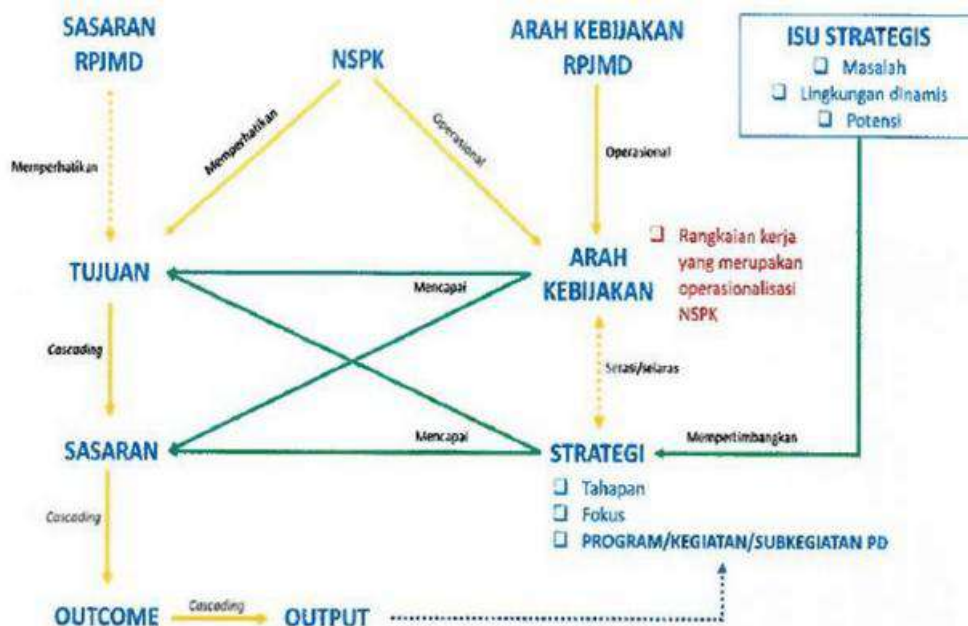 SASARAN
RPJMD
NSPK
ARAH KEBIJAKAN
RPJMD
ISU STRATEGIS
Masalah
Lingkungan dinamis
Potensi
Memperhatikan
Memperhatikan
Operasional
Operasional
TUJUAN
Mencapai
ARAH
KEBIJAKAN
Rangkaian kerja
yang merupakan
operasionalisasi
NSPK
Cascading
Serasi/selaras
SASARAN
Mencapai
STRATEGI
Mempertimbangkan
Tahapan
Fokus
PROGRAM/KEGIATAN/SUBKEGIATAN PD
Cascading
OUTCOME
Cascading
OUTPUT